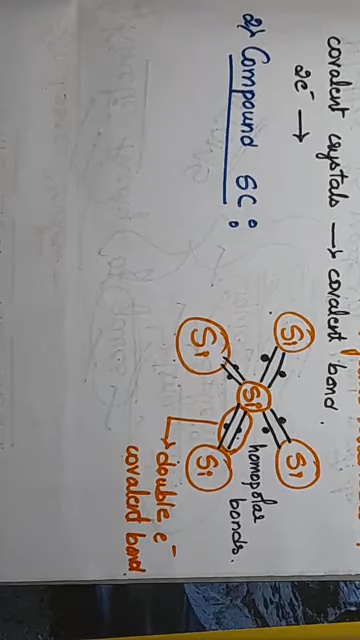 covalent crystals → covalent bond.
2e⁻ →
Si
Si
Si
Si
Si
homopolar
bonds.
→ double e⁻
covalent bond.
2) Compound SC :